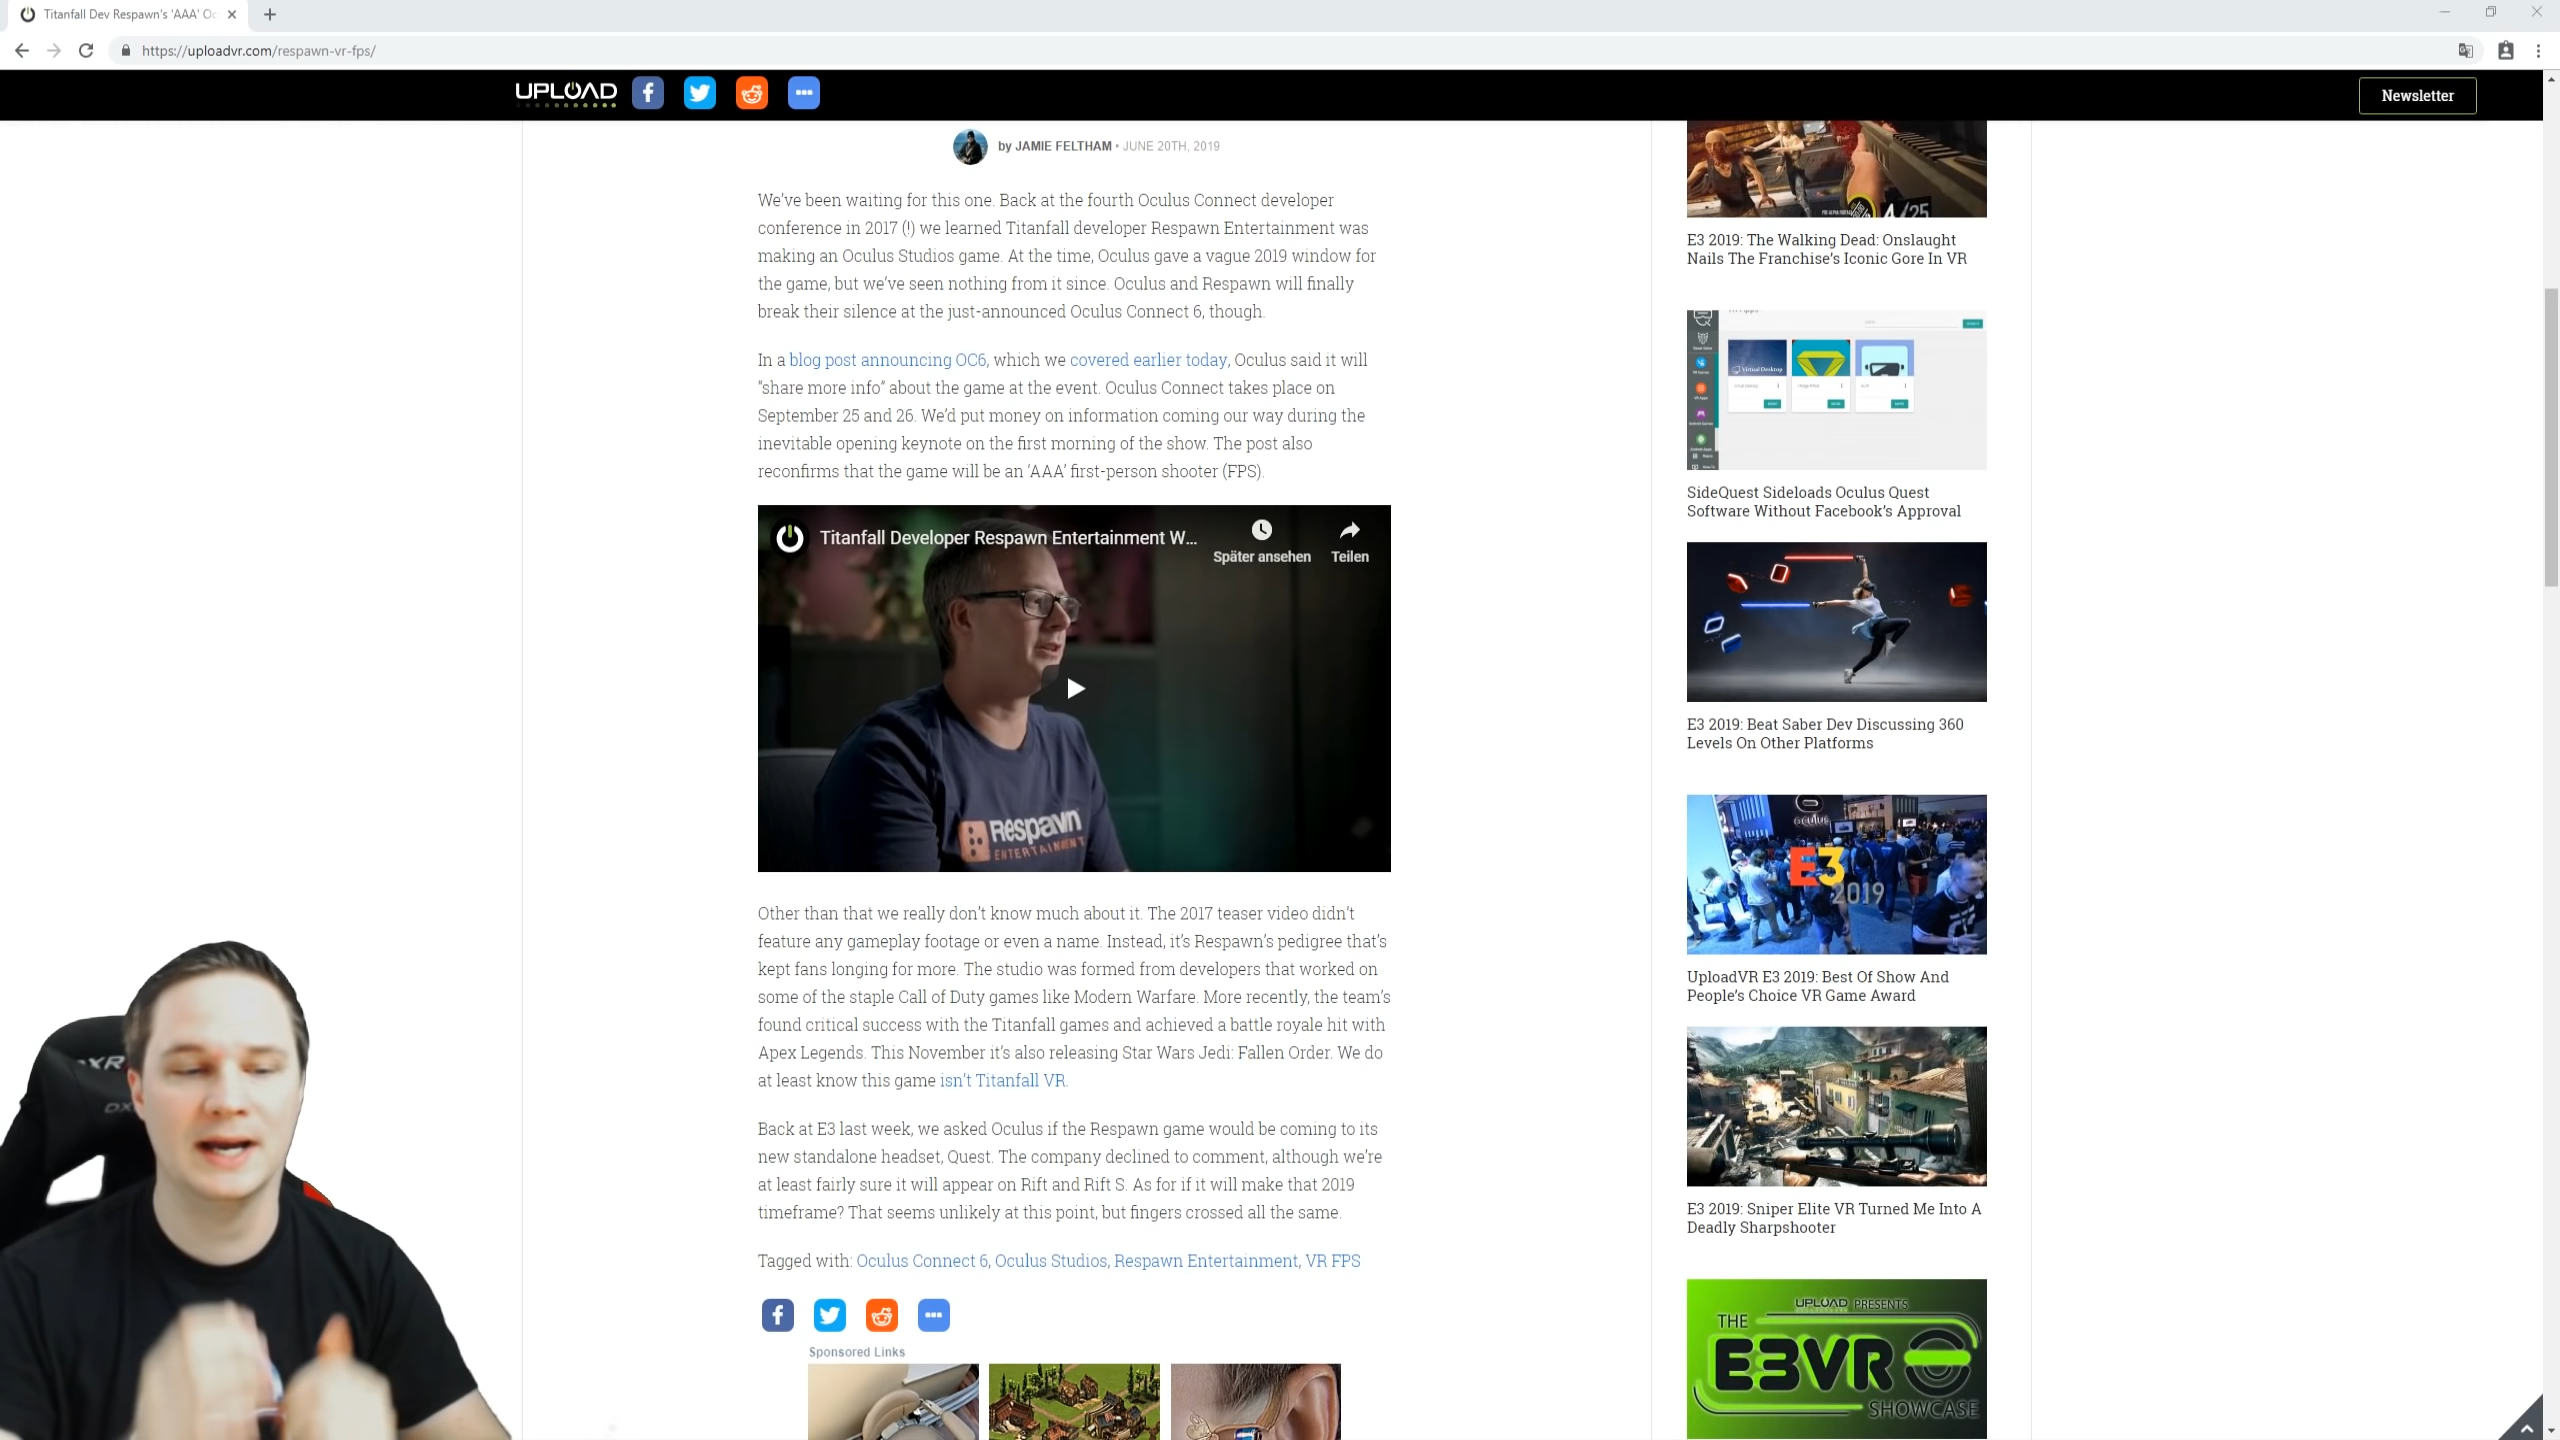 Titanfall Dev Respawn's 'AAA' Oc
https://uploadvr.com/respawn-vr-fps/
UPLOAD
Newsletter
by JAMIE FELTHAM • JUNE 20TH, 2019
We've been waiting for this one. Back at the fourth Oculus Connect developer
conference in 2017 (!) we learned Titanfall developer Respawn Entertainment was
making an Oculus Studios game. At the time, Oculus gave a vague 2019 window for
the game, but we've seen nothing from it since. Oculus and Respawn will finally
break their silence at the just-announced Oculus Connect 6, though.
In a blog post announcing OC6, which we covered earlier today, Oculus said it will
"share more info" about the game at the event. Oculus Connect takes place on
September 25 and 26. We'd put money on information coming our way during the
inevitable opening keynote on the first morning of the show. The post also
reconfirms that the game will be an 'AAA' first-person shooter (FPS).
Titanfall Developer Respawn Entertainment W...
Später ansehen
Teilen
Respawn
ENTERTAINMENT
Other than that we really don't know much about it. The 2017 teaser video didn't
feature any gameplay footage or even a name. Instead, it's Respawn's pedigree that's
kept fans longing for more. The studio was formed from developers that worked on
some of the staple Call of Duty games like Modern Warfare. More recently, the team's
found critical success with the Titanfall games and achieved a battle royale hit with
Apex Legends. This November it's also releasing Star Wars Jedi: Fallen Order. We do
at least know this game isn't Titanfall VR.
Back at E3 last week, we asked Oculus if the Respawn game would be coming to its
new standalone headset, Quest. The company declined to comment, although we're
at least fairly sure it will appear on Rift and Rift S. As for if it will make that 2019
timeframe? That seems unlikely at this point, but fingers crossed all the same.
Tagged with: Oculus Connect 6, Oculus Studios, Respawn Entertainment, VR FPS
Sponsored Links
4/25
E3 2019: The Walking Dead: Onslaught
Nails The Franchise's Iconic Gore In VR
Virtual Desktop
SideQuest Sideloads Oculus Quest
Software Without Facebook's Approval
E3 2019: Beat Saber Dev Discussing 360
Levels On Other Platforms
oculus
E3
2019
UploadVR E3 2019: Best Of Show And
People's Choice VR Game Award
E3 2019: Sniper Elite VR Turned Me Into A
Deadly Sharpshooter
UPLOAD PRESENTS
THE
E3VR
SHOWCASE